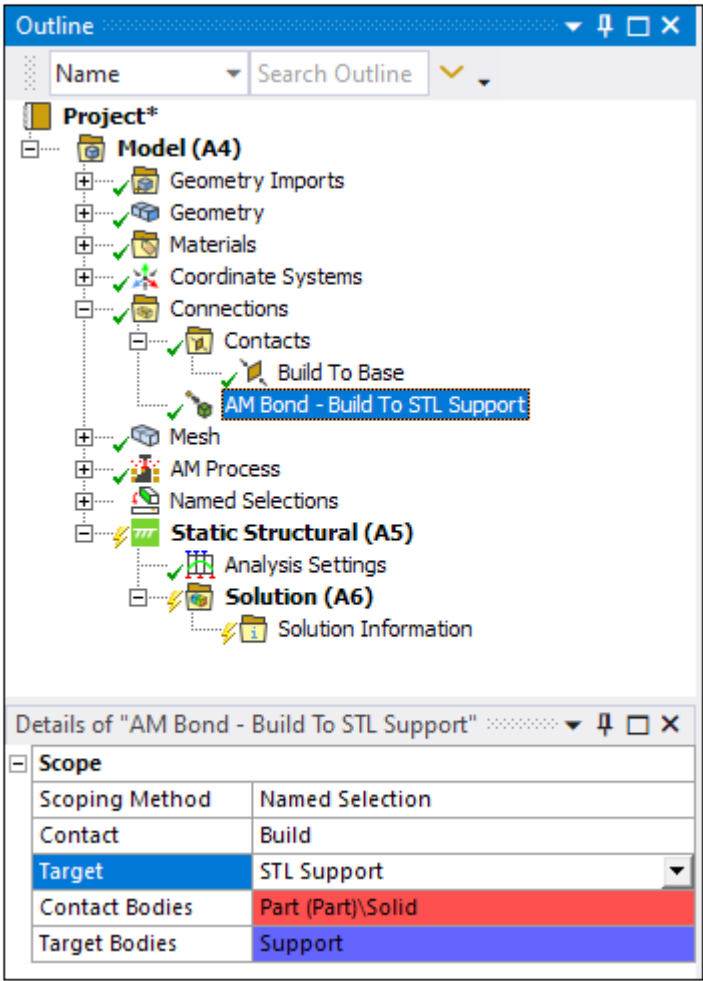 Outline
Name Search Outline
Project*
Model (A4)
Geometry Imports
Geometry
Materials
Coordinate Systems
Connections
Contacts
Build To Base
AM Bond - Build To STL Support
Mesh
AM Process
Named Selections
Static Structural (A5)
Analysis Settings
Solution (A6)
Solution Information
Details of "AM Bond - Build To STL Support"
Scope
Scoping Method Named Selection
Contact Build
Target STL Support
Contact Bodies Part (Part)\Solid
Target Bodies Support